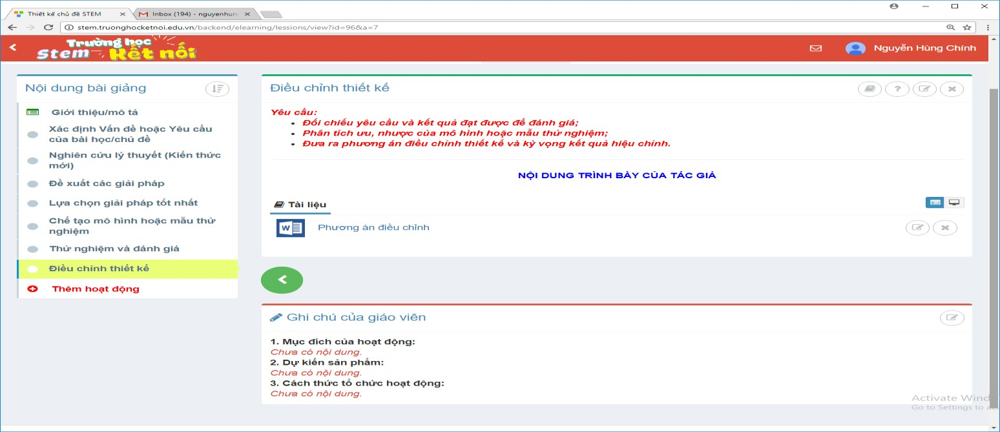 Thiết kế chủ đề STEM
Inbox (194) - nguyenhun
stem.truonghocketnoi.edu.vn/backend/elearning/lessions/view?id=96&a=7
Trường học
Stem Kết nối
Nguyễn Hùng Chính
Nội dung bài giảng
Giới thiệu/mô tả
Xác định Vấn đề hoặc Yêu cầu
của bài học/chủ đề
Nghiên cứu lý thuyết (Kiến thức
mới)
Đề xuất các giải pháp
Lựa chọn giải pháp tốt nhất
Chế tạo mô hình hoặc mẫu thử
nghiệm
Thử nghiệm và đánh giá
Điều chỉnh thiết kế
Thêm hoạt động
Điều chỉnh thiết kế
Yêu cầu:
Đối chiếu yêu cầu và kết quả đạt được để đánh giá;
Phân tích ưu, nhược của mô hình hoặc mẫu thử nghiệm;
Đưa ra phương án điều chỉnh thiết kế và kỳ vọng kết quả hiệu chỉnh.
NỘI DUNG TRÌNH BÀY CỦA TÁC GIẢ
Tài liệu
Phương án điều chỉnh
Ghi chú của giáo viên
1. Mục đích của hoạt động:
Chưa có nội dung.
2. Dự kiến sản phẩm:
Chưa có nội dung.
3. Cách thức tổ chức hoạt động:
Chưa có nội dung.
Activate Wind
Go to Settings to a